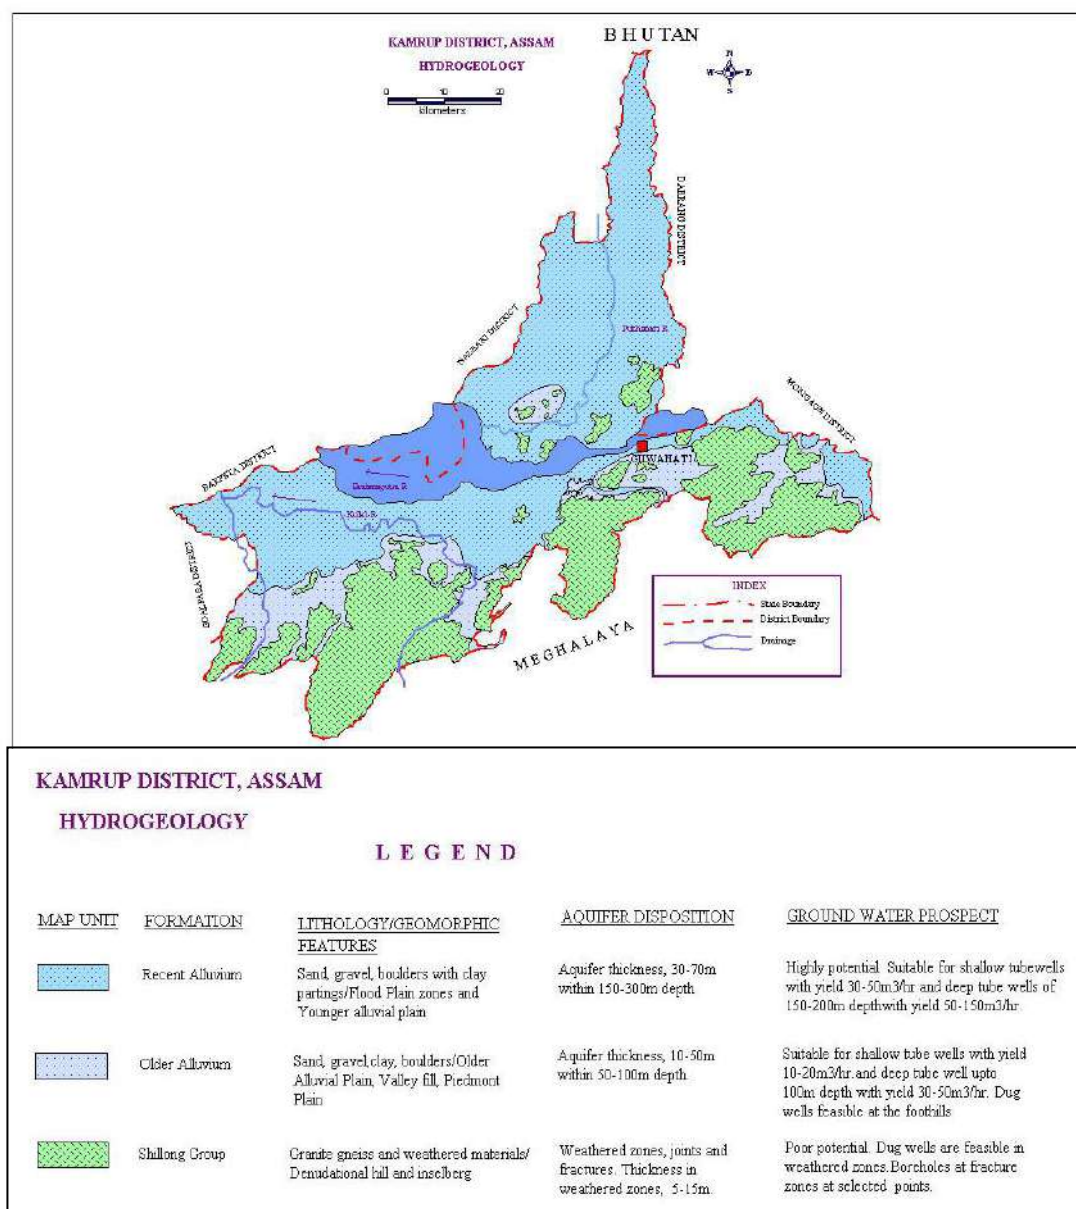 BHUTAN
KAMRUP DISTRICT, ASSAM
HYDROGEOLOGY
N
W
S
0 10 20
kilometers
DARRANG DISTRICT
NALBARI DISTRICT
Puthimari R
MORIGAON DISTRICT
GUWAHATI
BARPETA DISTRICT
Brahmaputra R
Kulsi R
GOALPARA DISTRICT
MEGHALAYA
INDEX
State Boundary
District Boundary
Drainage
KAMRUP DISTRICT, ASSAM
HYDROGEOLOGY
LEGEND
MAP UNIT FORMATION LITHOLOGY/GEOMORPHIC FEATURES AQUIFER DISPOSITION GROUND WATER PROSPECT
Recent Alluvium
Sand, gravel, boulders with clay
partings/Flood Plain zones and
Younger alluvial plain
Aquifer thickness, 30-70m
within 150-300m depth
Highly potential. Suitable for shallow tubewells
with yield 30-50m3/hr and deep tube wells of
150-200m depthwith yield 50-150m3/hr.
Older Alluvium
Sand, gravel,clay, boulders/Older
Alluvial Plain, Valley fill, Piedmont
Plain
Aquifer thickness, 10-50m
within 50-100m depth
Suitable for shallow tube wells with yield
10-20m3/hr.and deep tube well upto
100m depth with yield 30-50m3/hr. Dug
wells feasible at the foothills
Shillong Group
Granite gneiss and weathered materials/
Denudational hill and inselberg
Weathered zones, joints and
fractures. Thickness in
weathered zones, 5-15m.
Poor potential. Dug wells are feasible in
weathered zones.Boreholes at fracture
zones at selected points.